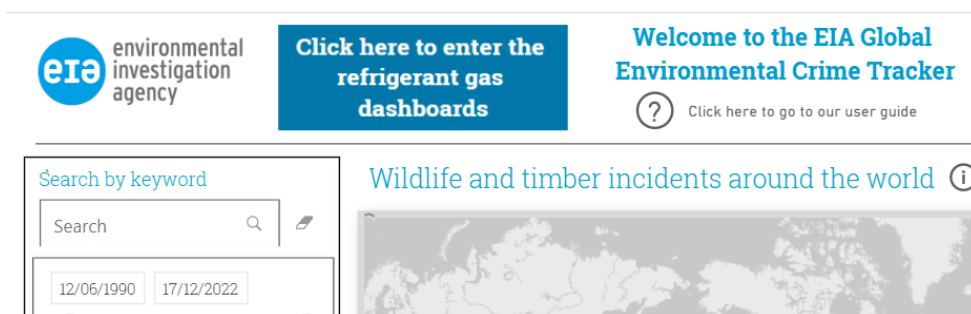 eia
environmental
investigation
agency
Click here to enter the
refrigerant gas
dashboards
Welcome to the EIA Global
Environmental Crime Tracker
?
Click here to go to our user guide
Search by keyword
Search
12/06/1990
17/12/2022
Wildlife and timber incidents around the world
i